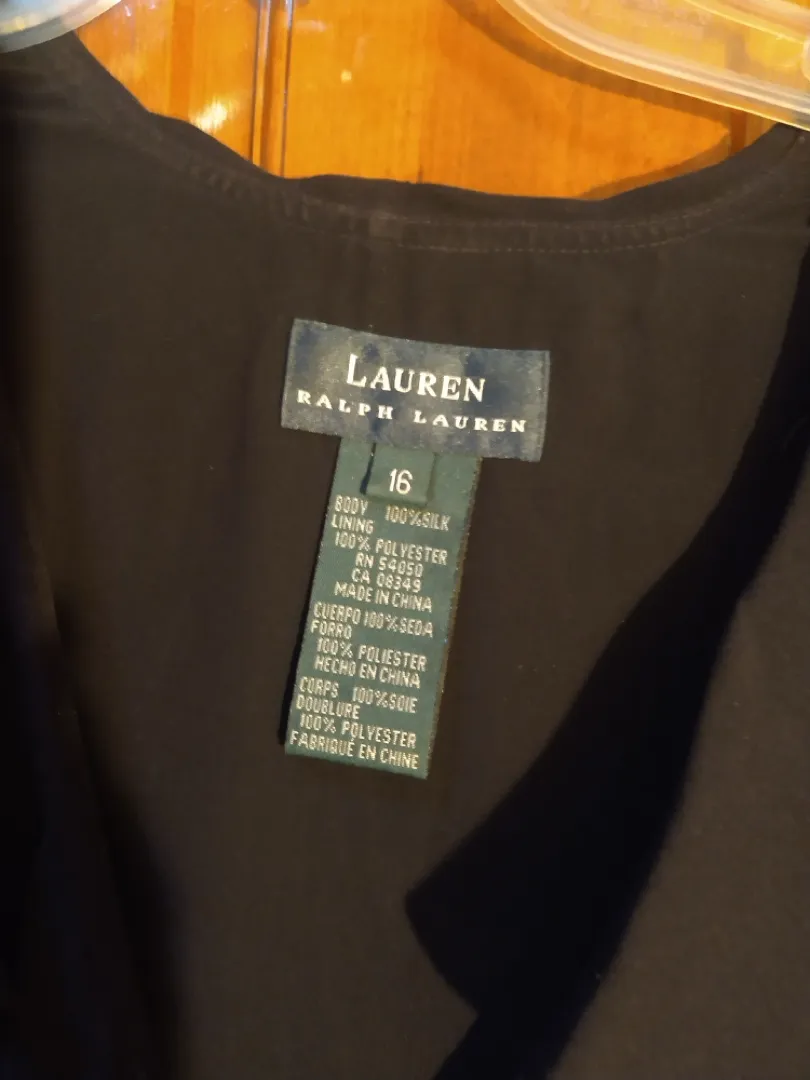 LAUREN
RALPH LAUREN
16
BODY 100%SILK
LINING
100% POLYESTER
RN 54050
CA 08349
MADE IN CHINA
CUERPO 100%SEDA
FORRO
100% POLIESTER
HECHO EN CHINA
CORPS 100%SOIE
DOUBLURE
100% POLYESTER
FABRIQUÉ EN CHINE